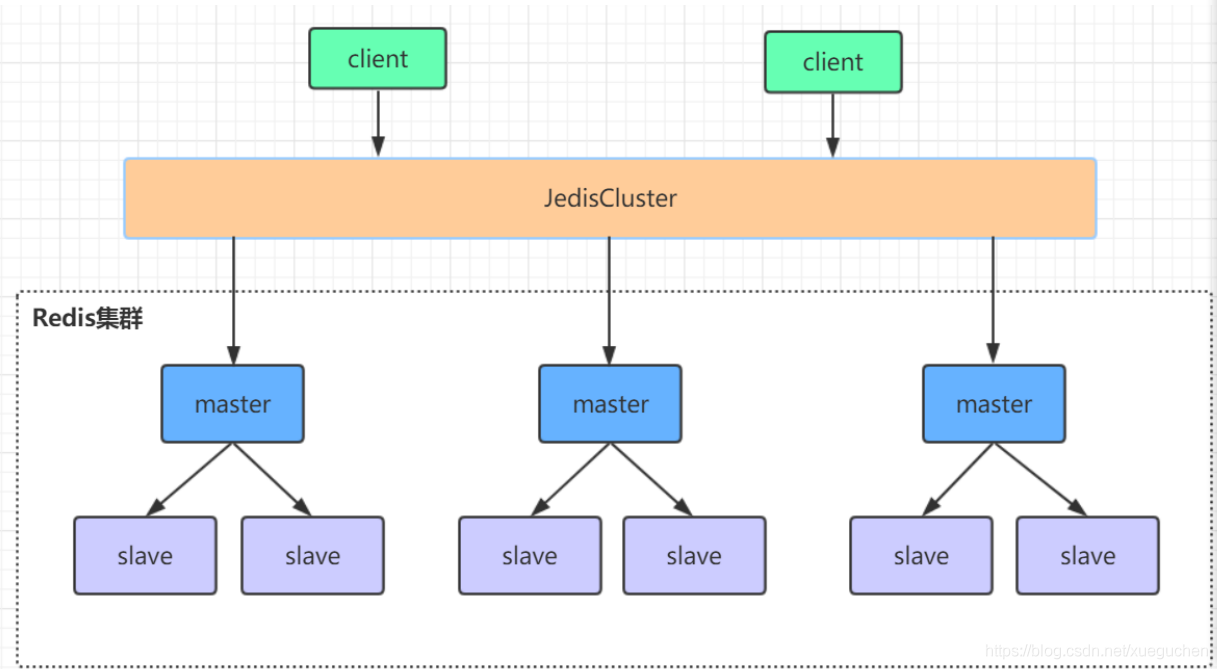 client
client
JedisCluster
Redis集群
master
master
master
slave
slave
slave
slave
slave
slave
https://blog.csdn.net/xueguchen